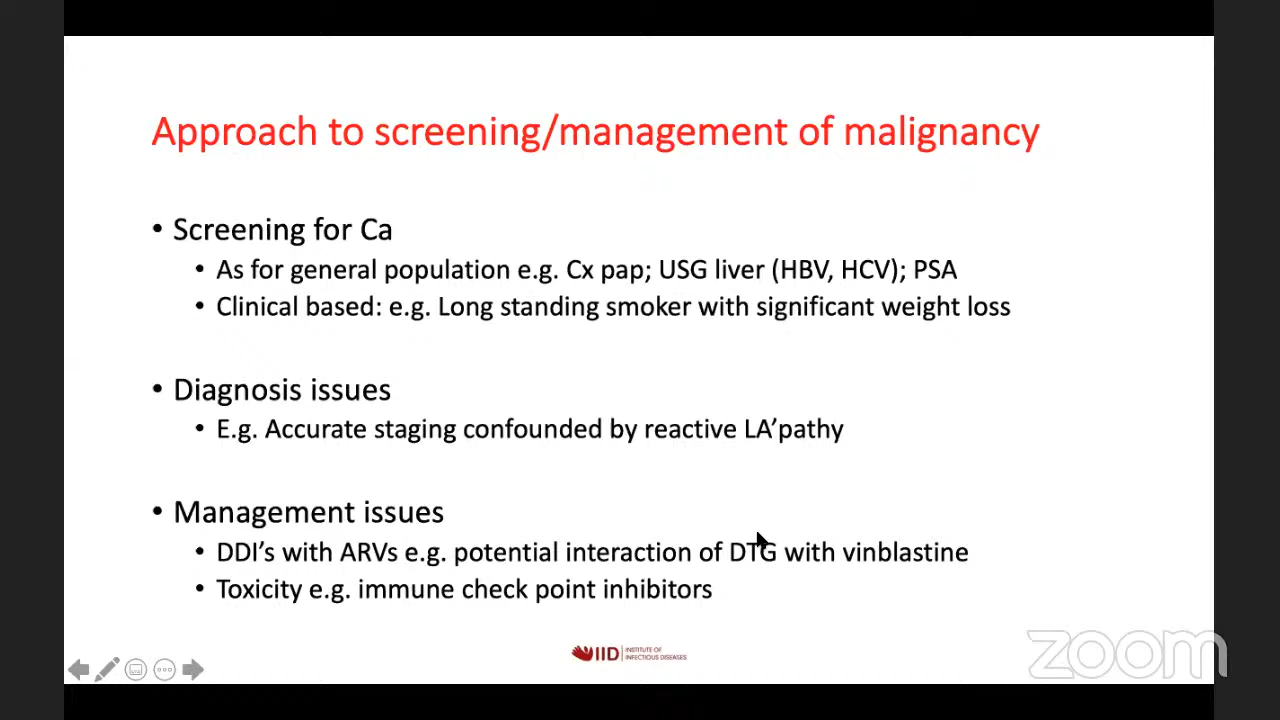 Approach to screening/management of malignancy
• Screening for Ca
• As for general population e.g. Cx pap; USG liver (HBV, HCV); PSA
• Clinical based: e.g. Long standing smoker with significant weight loss
• Diagnosis issues
• E.g. Accurate staging confounded by reactive LA’pathy
• Management issues
• DDI’s with ARVs e.g. potential interaction of DTG with vinblastine
• Toxicity e.g. immune check point inhibitors
IID
INSTITUTE OF
INFECTIOUS DISEASES
zoom